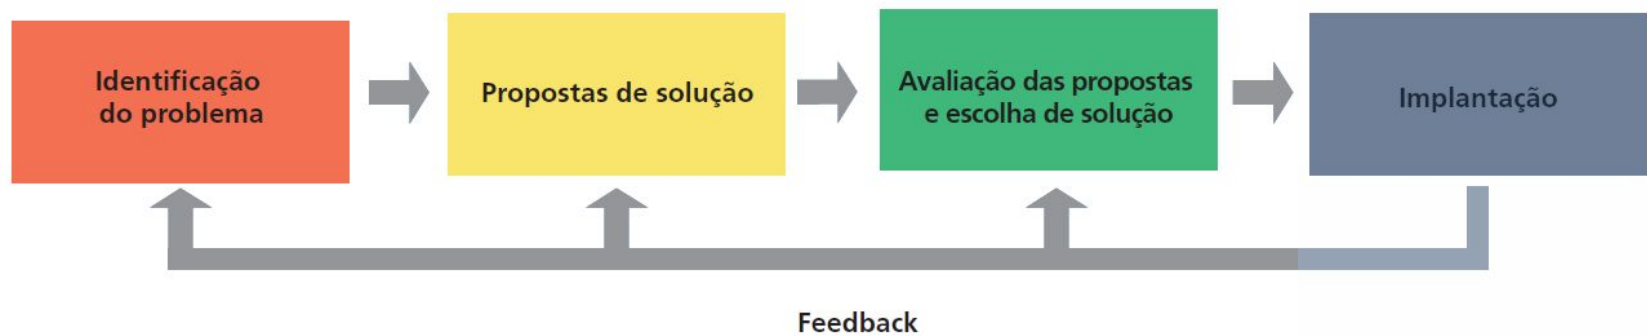 Identificação
do problema
Propostas de solução
Avaliação das propostas
e escolha de solução
Implantação
Feedback